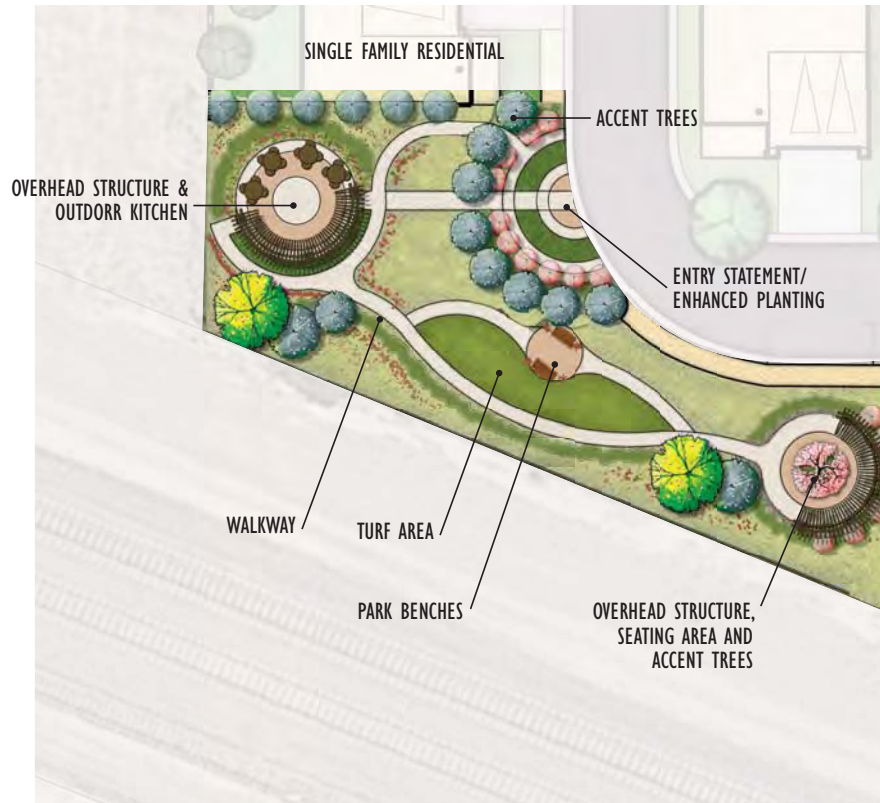 SINGLE FAMILY RESIDENTIAL
ACCENT TREES
OVERHEAD STRUCTURE &
OUTDORR KITCHEN
ENTRY STATEMENT/
ENHANCED PLANTING
WALKWAY
TURF AREA
PARK BENCHES
OVERHEAD STRUCTURE,
SEATING AREA AND
ACCENT TREES